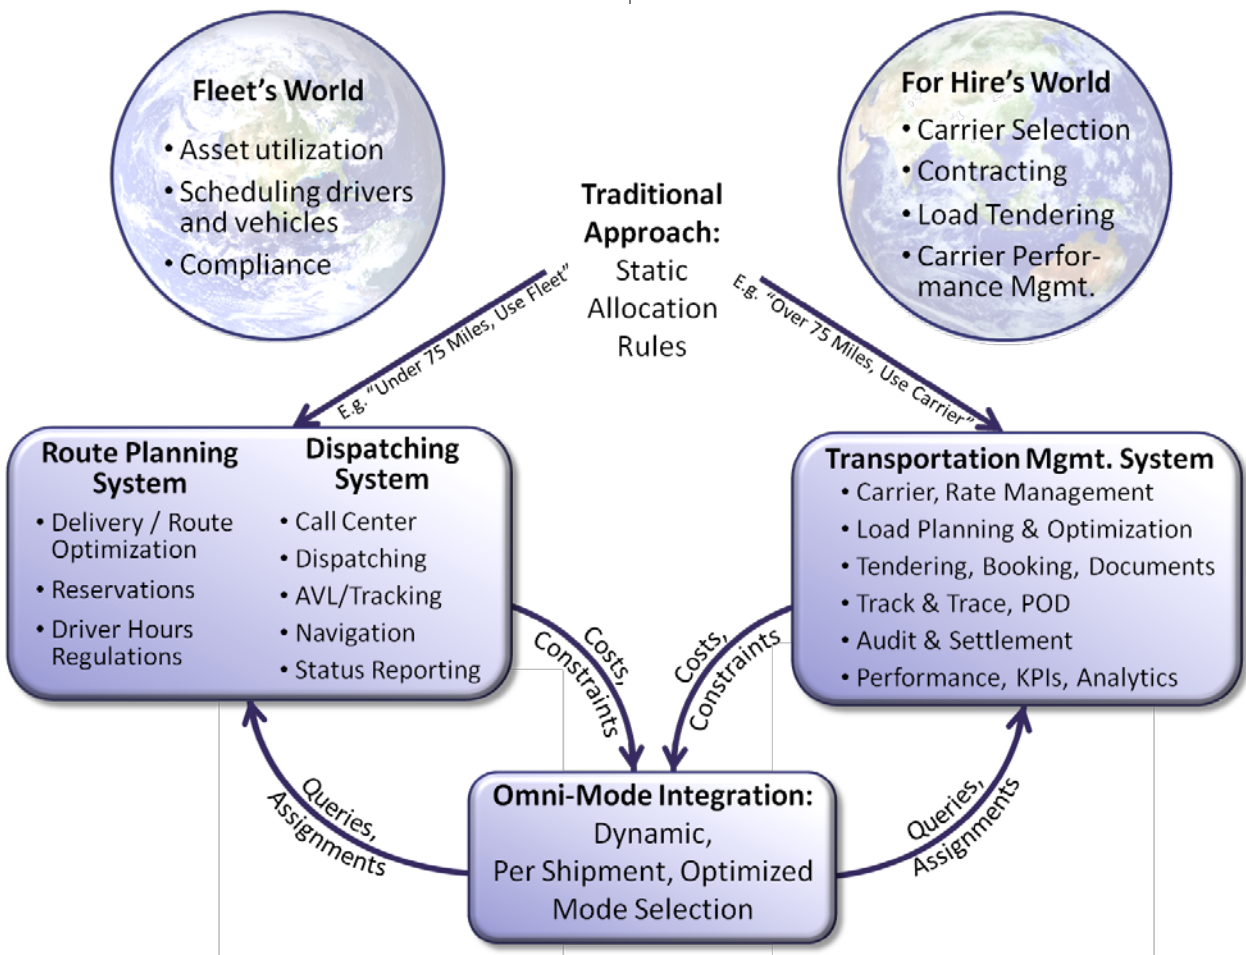 Fleet's World
• Asset utilization
• Scheduling drivers
and vehicles
• Compliance
For Hire's World
• Carrier Selection
• Contracting
• Load Tendering
• Carrier Perfor-
mance Mgmt.
Traditional
Approach:
Static
Allocation
Rules
E.g. “Under 75 Miles, Use Fleet”
E.g. “Over 75 Miles, Use Carrier”
Route Planning
System
• Delivery / Route
Optimization
• Reservations
• Driver Hours
Regulations
Dispatching
System
• Call Center
• Dispatching
• AVL/Tracking
• Navigation
• Status Reporting
Transportation Mgmt. System
• Carrier, Rate Management
• Load Planning & Optimization
• Tendering, Booking, Documents
• Track & Trace, POD
• Audit & Settlement
• Performance, KPIs, Analytics
Costs,
Constraints
Costs,
Constraints
Queries,
Assignments
Queries,
Assignments
Omni-Mode Integration:
Dynamic,
Per Shipment, Optimized
Mode Selection